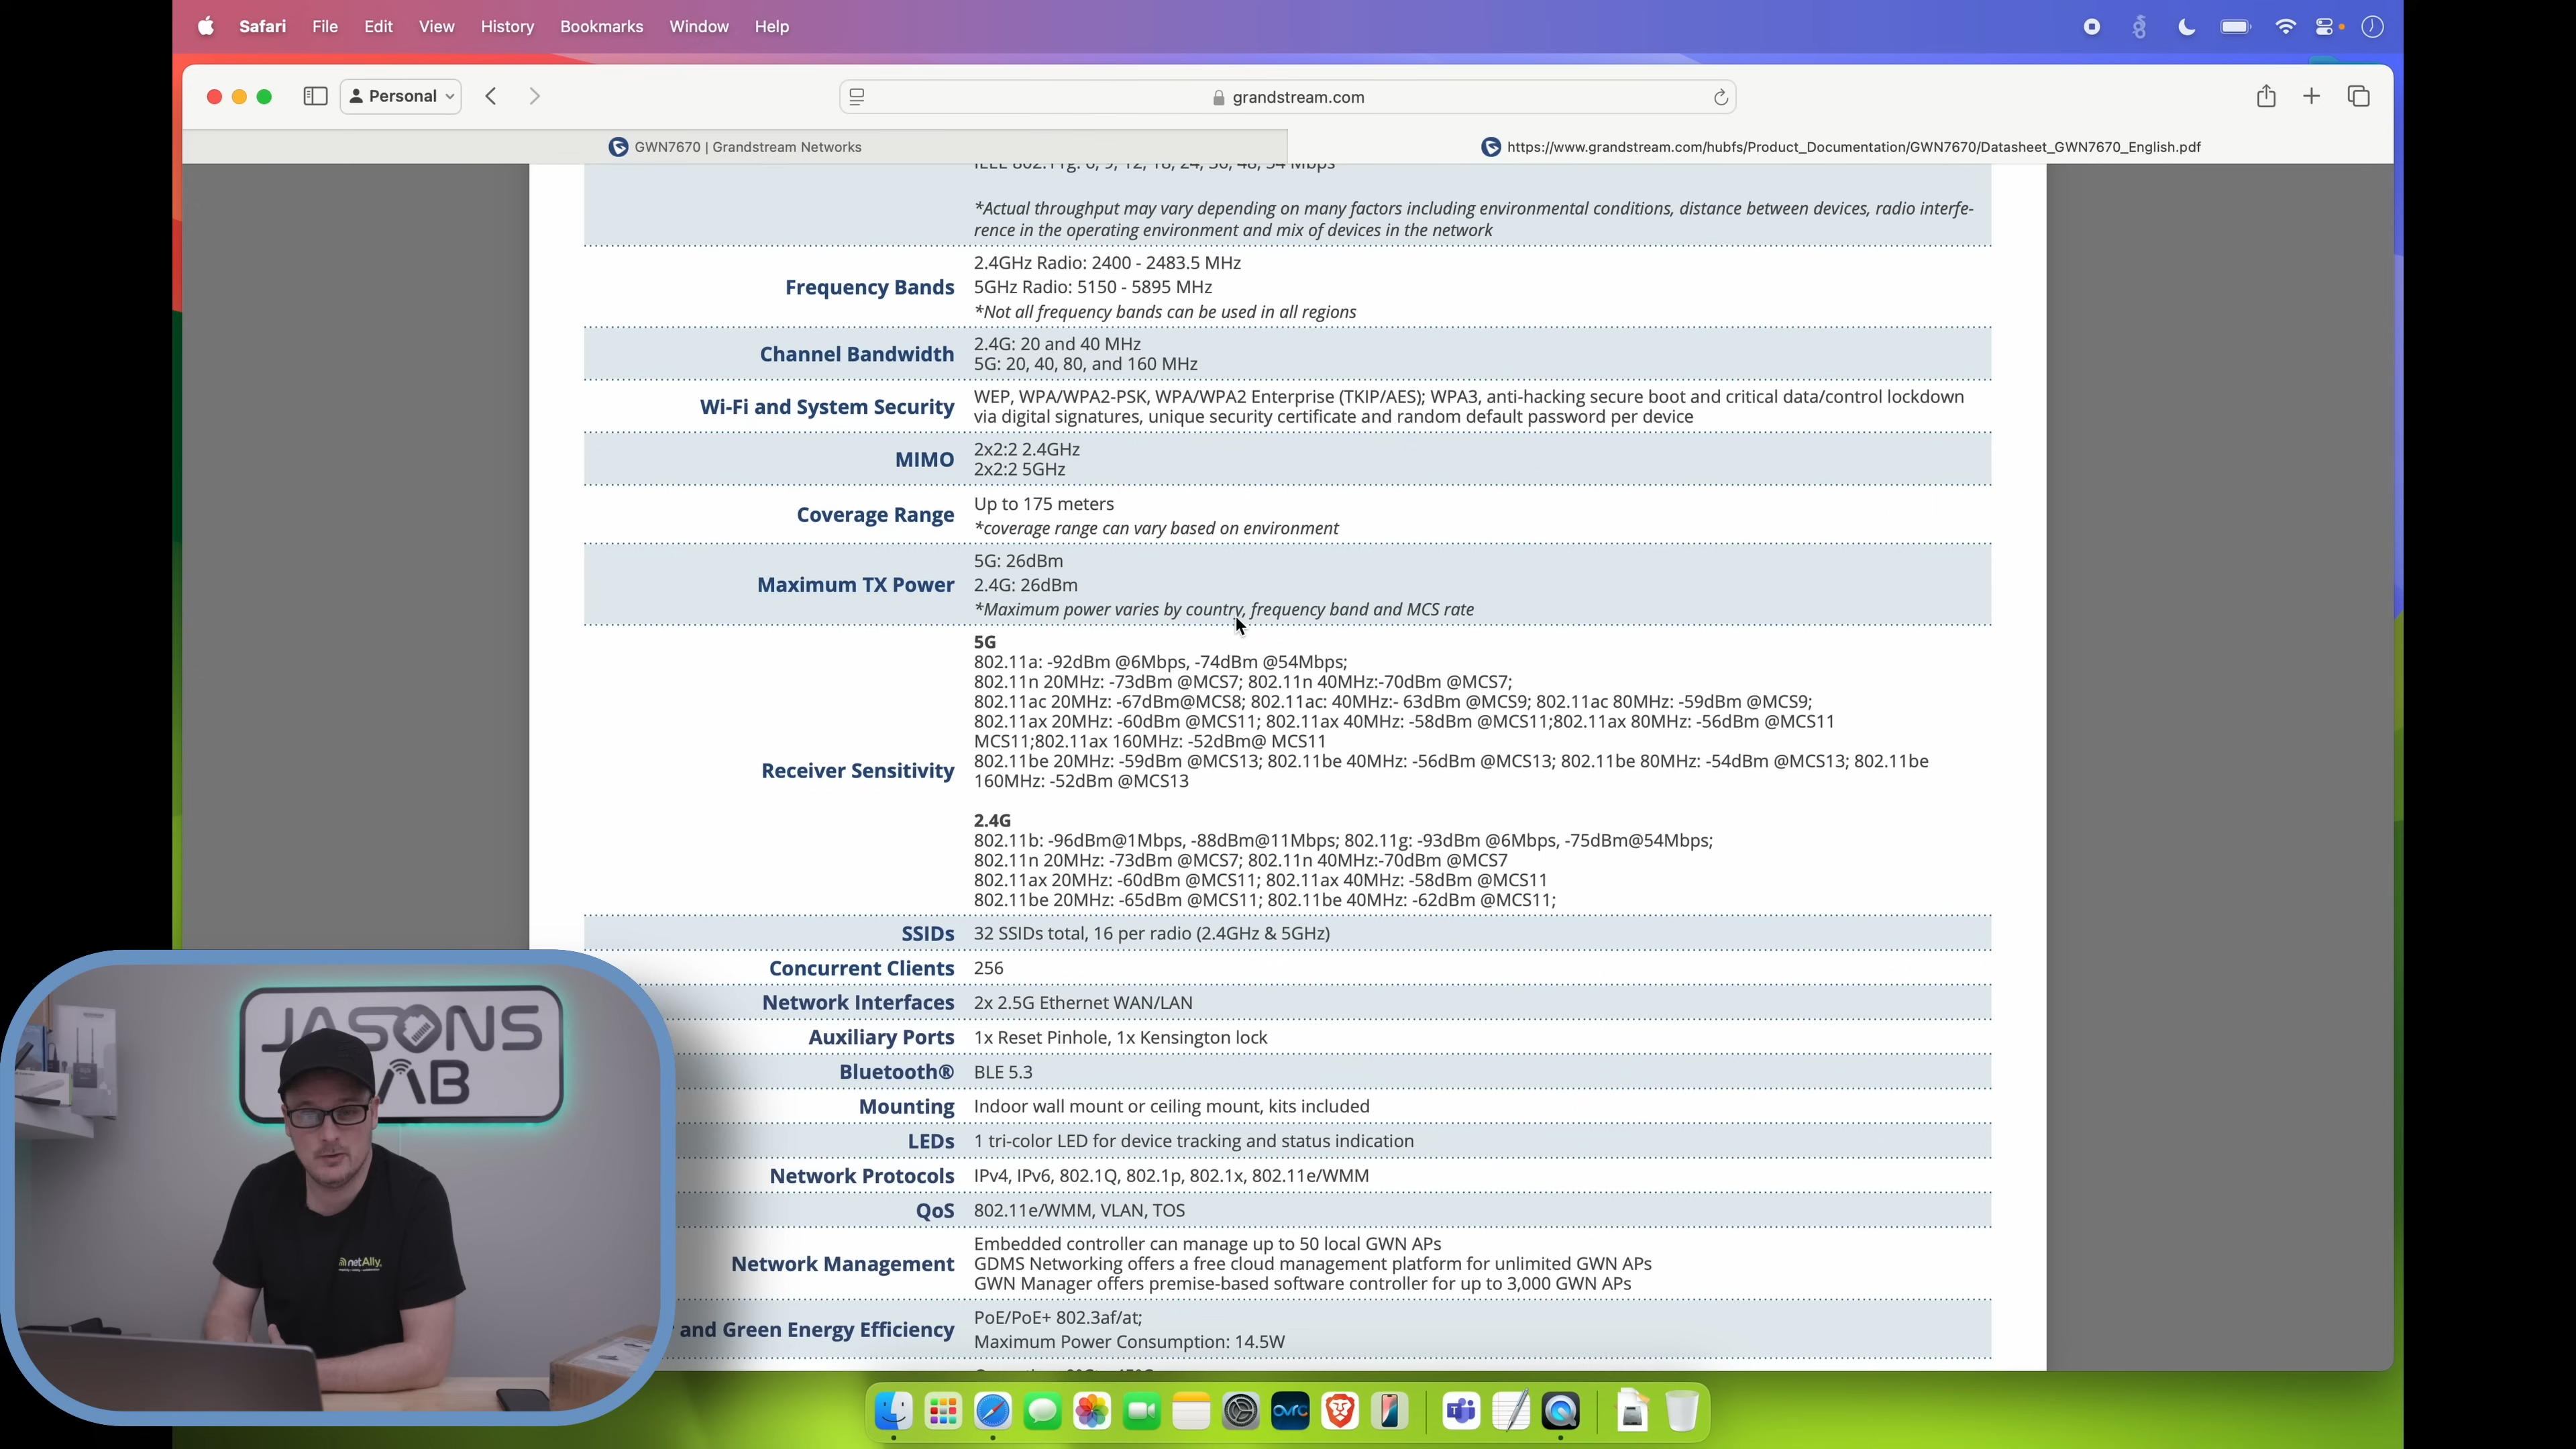 Safari File Edit View History Bookmarks Window Help
Personal
grandstream.com
GWN7670 | Grandstream Networks
https://www.grandstream.com/hubfs/Product_Documentation/GWN7670/Datasheet_GWN7670_English.pdf
IEEE 802.11g: 6, 9, 12, 18, 24, 36, 48, 54 Mbps
*Actual throughput may vary depending on many factors including environmental conditions, distance between devices, radio interfe-
rence in the operating environment and mix of devices in the network
Frequency Bands
2.4GHz Radio: 2400 - 2483.5 MHz
5GHz Radio: 5150 - 5895 MHz
*Not all frequency bands can be used in all regions
Channel Bandwidth
2.4G: 20 and 40 MHz
5G: 20, 40, 80, and 160 MHz
Wi-Fi and System Security
WEP, WPA/WPA2-PSK, WPA/WPA2 Enterprise (TKIP/AES); WPA3, anti-hacking secure boot and critical data/control lockdown
via digital signatures, unique security certificate and random default password per device
MIMO
2x2:2 2.4GHz
2x2:2 5GHz
Coverage Range
Up to 175 meters
*coverage range can vary based on environment
Maximum TX Power
5G: 26dBm
2.4G: 26dBm
*Maximum power varies by country, frequency band and MCS rate
Receiver Sensitivity
5G
802.11a: -92dBm @6Mbps, -74dBm @54Mbps;
802.11n 20MHz: -73dBm @MCS7; 802.11n 40MHz:-70dBm @MCS7;
802.11ac 20MHz: -67dBm@MCS8; 802.11ac: 40MHz:- 63dBm @MCS9; 802.11ac 80MHz: -59dBm @MCS9;
802.11ax 20MHz: -60dBm @MCS11; 802.11ax 40MHz: -58dBm @MCS11;802.11ax 80MHz: -56dBm @MCS11
MCS11;802.11ax 160MHz: -52dBm@ MCS11
802.11be 20MHz: -59dBm @MCS13; 802.11be 40MHz: -56dBm @MCS13; 802.11be 80MHz: -54dBm @MCS13; 802.11be
160MHz: -52dBm @MCS13
2.4G
802.11b: -96dBm@1Mbps, -88dBm@11Mbps; 802.11g: -93dBm @6Mbps, -75dBm@54Mbps;
802.11n 20MHz: -73dBm @MCS7; 802.11n 40MHz:-70dBm @MCS7
802.11ax 20MHz: -60dBm @MCS11; 802.11ax 40MHz: -58dBm @MCS11
802.11be 20MHz: -65dBm @MCS11; 802.11be 40MHz: -62dBm @MCS11;
SSIDs
32 SSIDs total, 16 per radio (2.4GHz & 5GHz)
Concurrent Clients
256
Network Interfaces
2x 2.5G Ethernet WAN/LAN
Auxiliary Ports
1x Reset Pinhole, 1x Kensington lock
Bluetooth®
BLE 5.3
Mounting
Indoor wall mount or ceiling mount, kits included
LEDs
1 tri-color LED for device tracking and status indication
Network Protocols
IPv4, IPv6, 802.1Q, 802.1p, 802.1x, 802.11e/WMM
QoS
802.11e/WMM, VLAN, TOS
Network Management
Embedded controller can manage up to 50 local GWN APs
GDMS Networking offers a free cloud management platform for unlimited GWN APs
GWN Manager offers premise-based software controller for up to 3,000 GWN APs
and Green Energy Efficiency
PoE/PoE+ 802.3af/at;
Maximum Power Consumption: 14.5W
JASONS
LAB
netAlly
ovrc